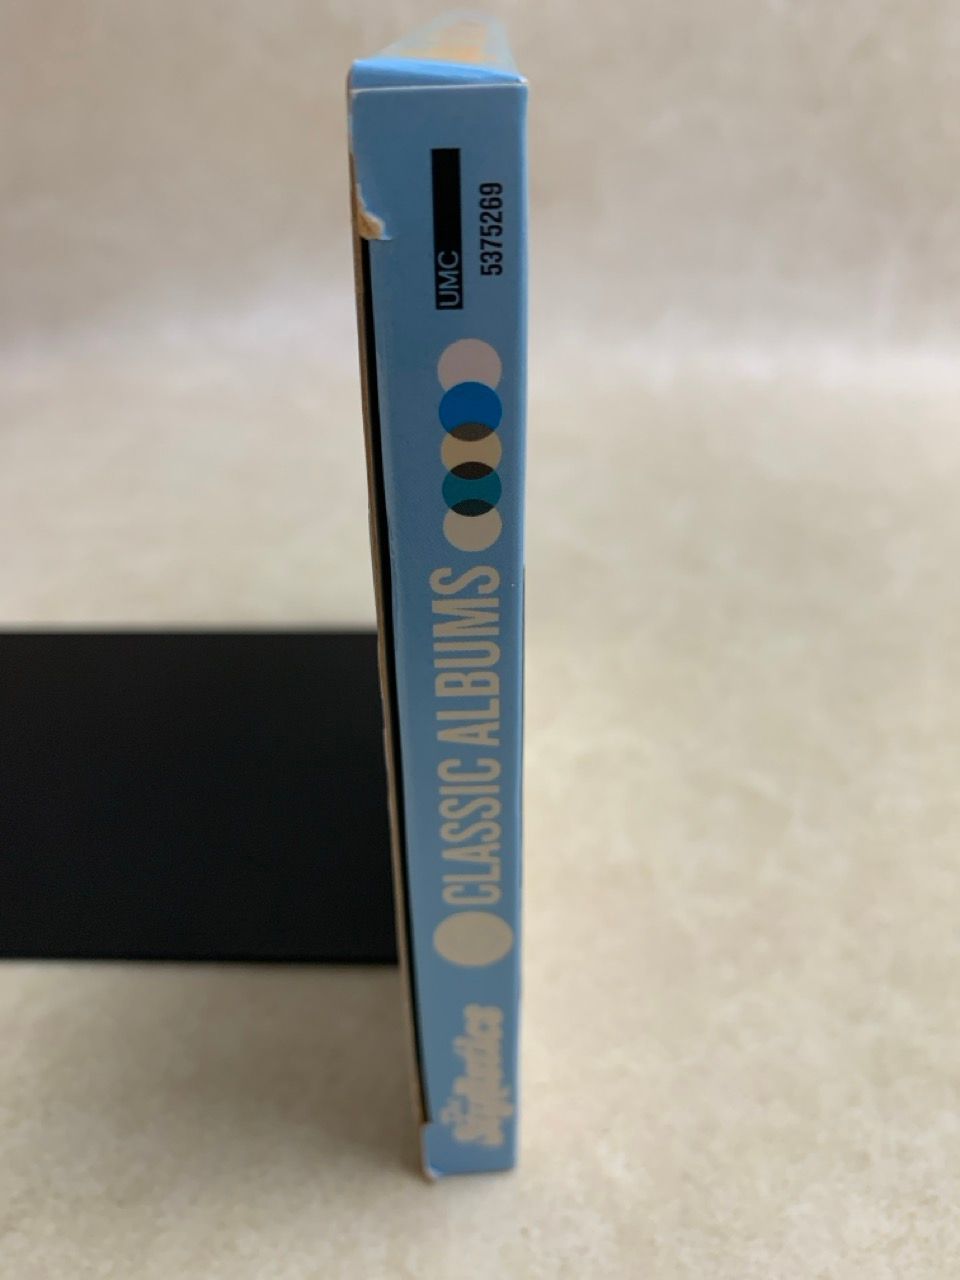 The Stylistics
CLASSIC ALBUMS
UMC
5375269